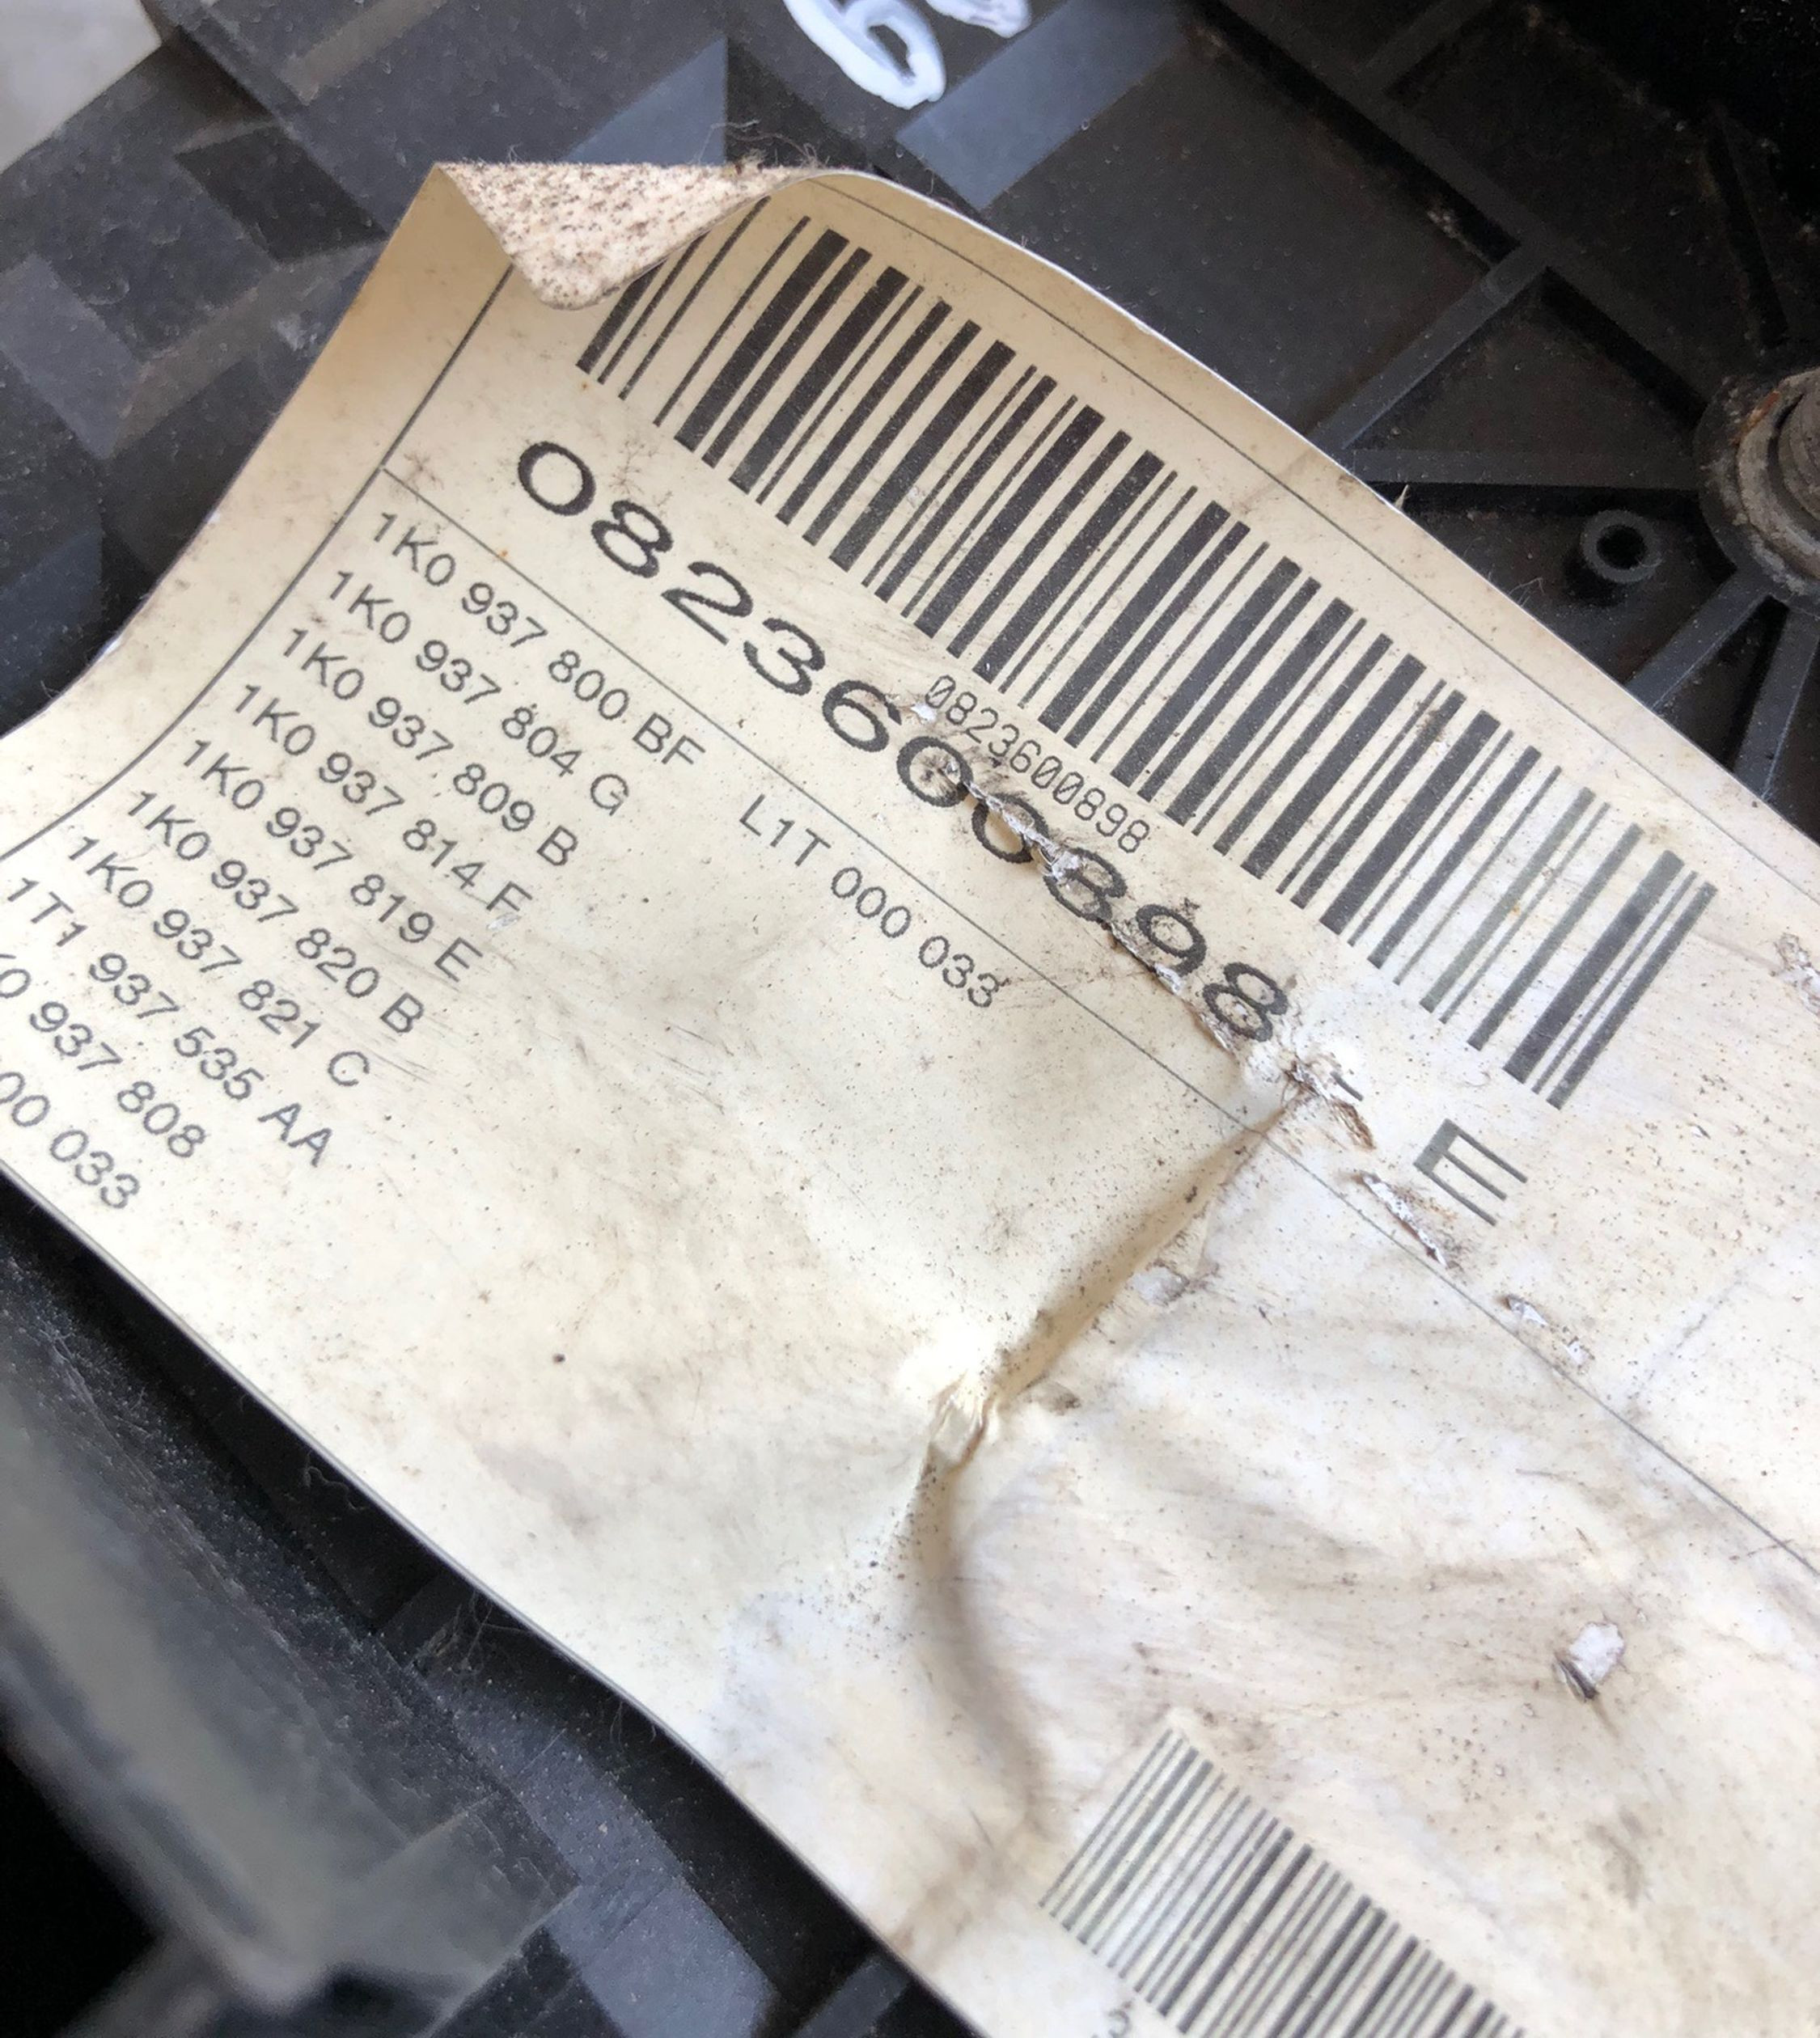 0823600898
0823600898 - E
1K0 937 800 BF L1T 000 033
1K0 937 804 G
1K0 937 809 B
1K0 937 814 F
1K0 937 819 E
1K0 937 820 B
1K0 937 821 C
1T1 937 535 AA
937 808
033